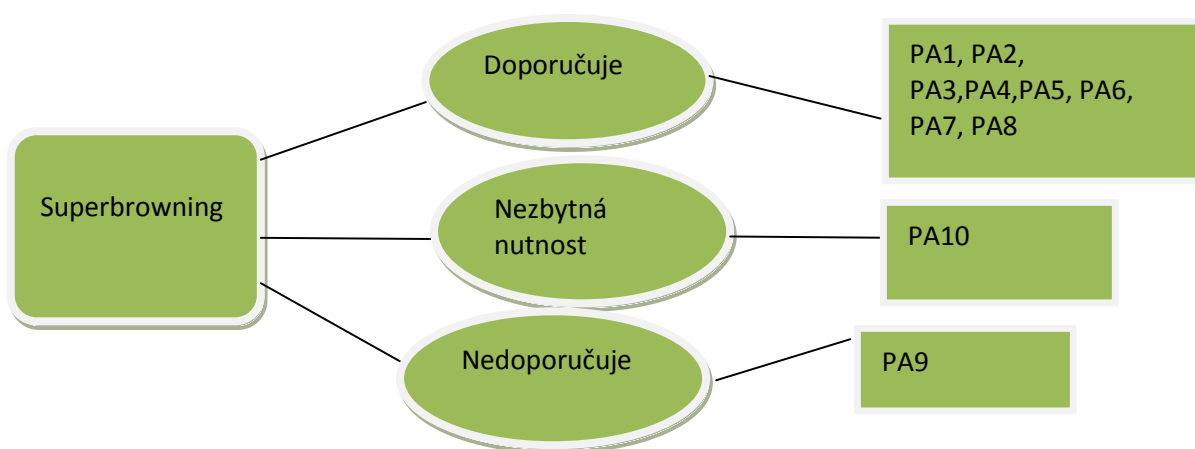 Superbrowning
Doporučuje
PA1, PA2,
PA3,PA4,PA5, PA6,
PA7, PA8
Nezbytná
nutnost
PA10
Nedoporučuje
PA9